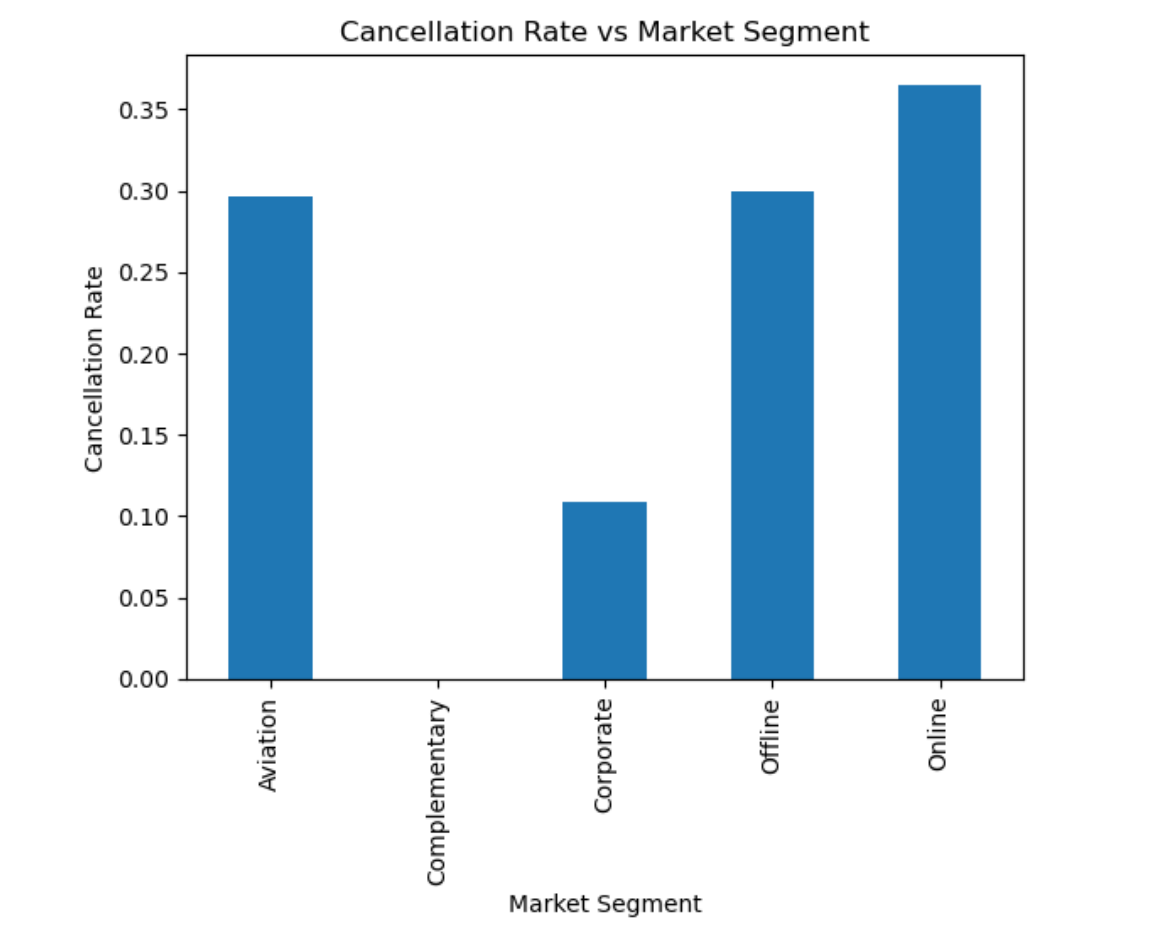 Cancellation Rate vs Market Segment
Cancellation Rate
0.35
0.30
0.25
0.20
0.15
0.10
0.05
0.00
Aviation
Complementary
Corporate
Offline
Online
Market Segment